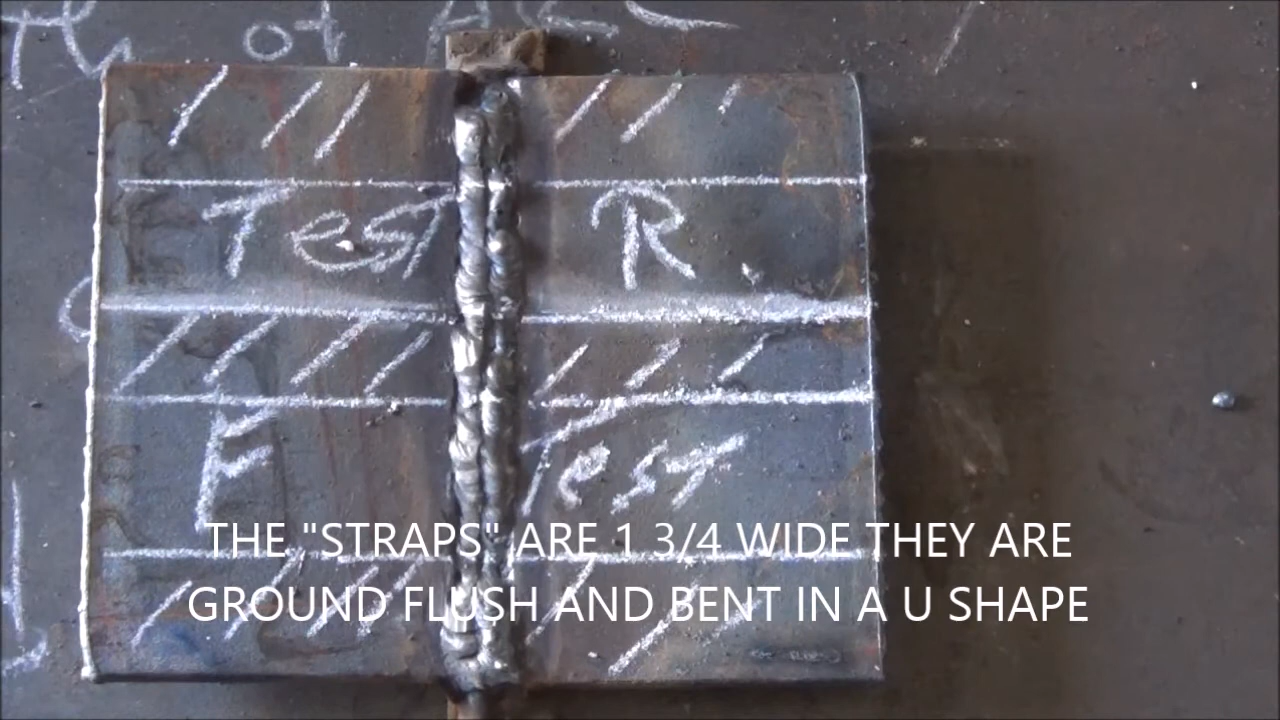 Test R
F Test
THE "STRAPS" ARE 1 3/4 WIDE THEY ARE
GROUND FLUSH AND BENT IN A U SHAPE